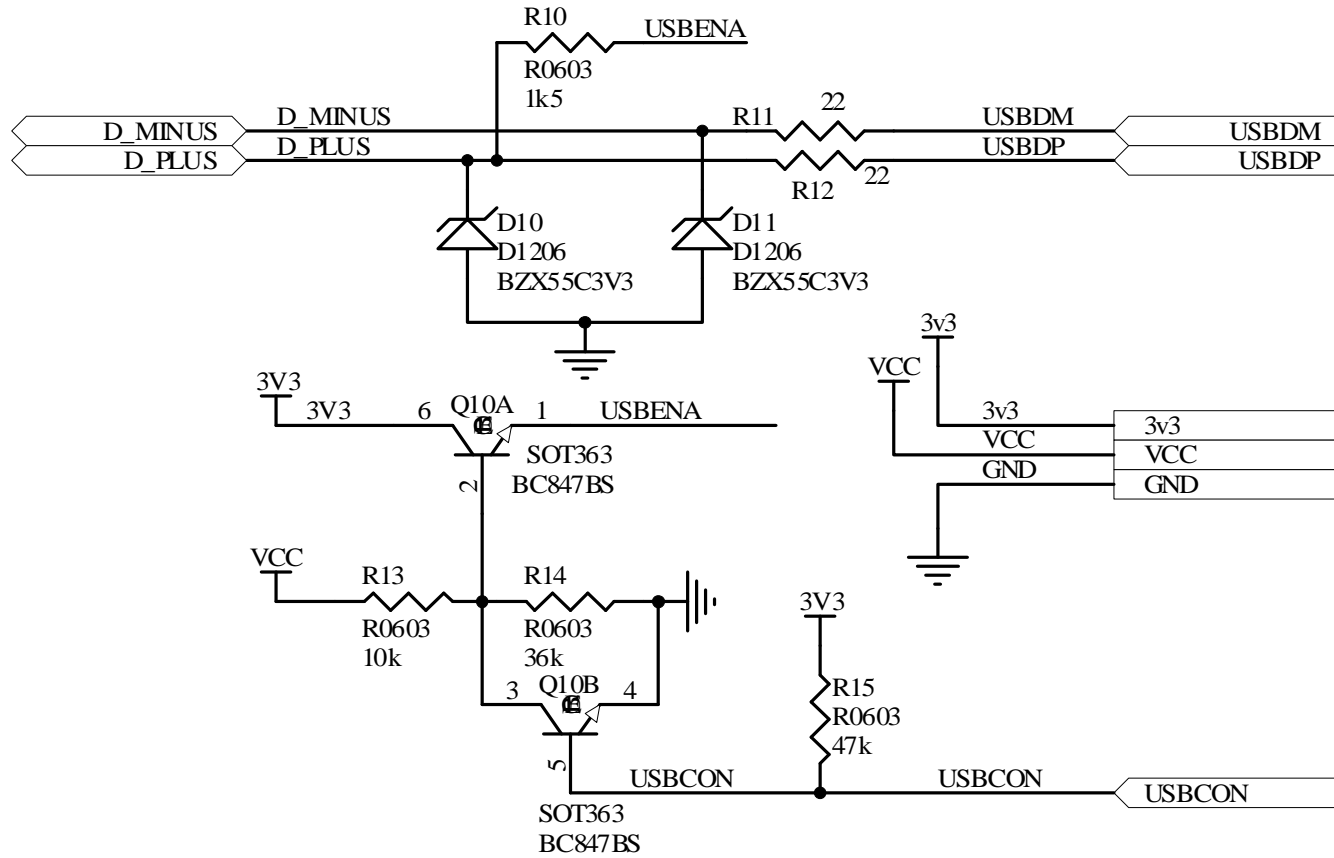 R10
USBENA
R0603
1k5
D_MINUS
D_MINUS
R11
22
USBDM
USBDM
D_PLUS
D_PLUS
R12
22
USBDP
USBDP
D10
D1206
BZX55C3V3
D11
D1206
BZX55C3V3
3v3
VCC
3v3
3v3
VCC
VCC
GND
GND
3V3
3V3
6
Q10A
1
USBENA
SOT363
BC847BS
2
VCC
R13
R0603
10k
R14
R0603
36k
3
Q10B
4
5
SOT363
BC847BS
3V3
R15
R0603
47k
USBCON
USBCON
USBCON